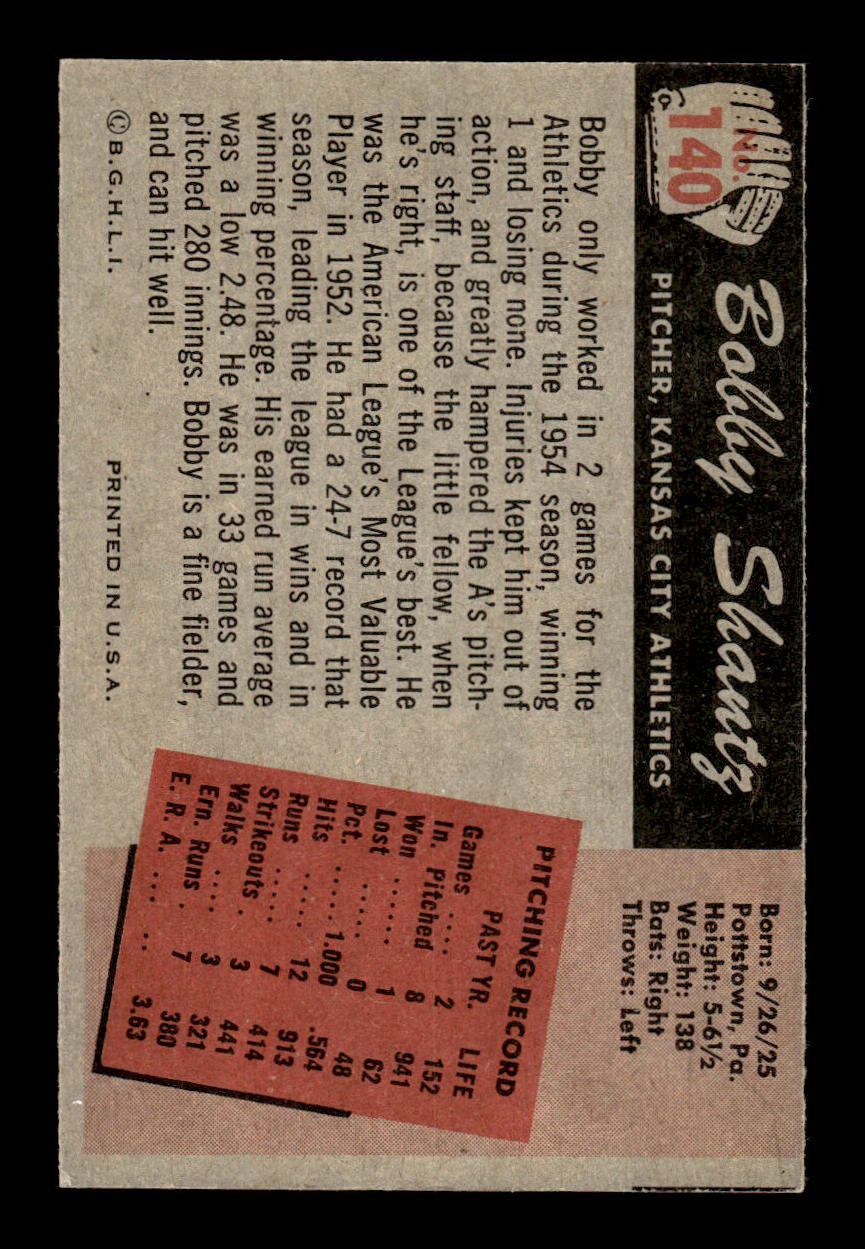 No.
140
Bobby Shantz
PITCHER, KANSAS CITY ATHLETICS
Bobby only worked in 2 games for the
Athletics during the 1954 season, winning
1 and losing none. Injuries kept him out of
action, and greatly hampered the A's pitch-
ing staff, because the little fellow, when
he's right, is one of the League's best. He
was the American League's Most Valuable
Player in 1952. He had a 24-7 record that
season, leading the league in wins and in
winning percentage. His earned run average
was a low 2.48. He was in 33 games and
pitched 280 innings. Bobby is a fine fielder,
and can hit well.
© B.G.H.L.I. PRINTED IN U.S.A.
Born: 9/26/25
Pottstown, Pa.
Height: 5-6½
Weight: 138
Bats: Right
Throws: Left
PITCHING RECORD
PAST YR. LIFE
Games .... 2 152
In. Pitched 8 941
Won ...... 1 62
Lost ..... 0 48
Pct. ..... 1.000 .564
Hits ..... 12 913
Runs ..... 7 414
Strikeouts . 3 441
Walks .... 3 321
Ern. Runs . 7 380
E. R. A. ... .. 3.63